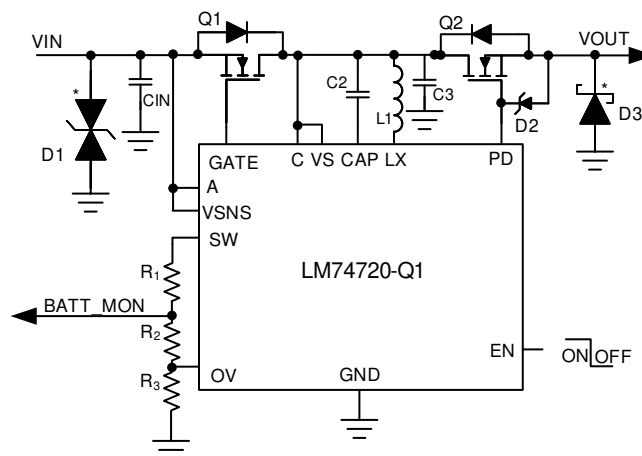 Q1
Q2
VIN
VOUT
*
CIN
C2
L1
C3
D2
*
D3
D1
GATE
C VS CAP LX
PD
A
VSNS
SW
R1
LM74720-Q1
BATT_MON
R2
EN
ON OFF
R3
OV
GND